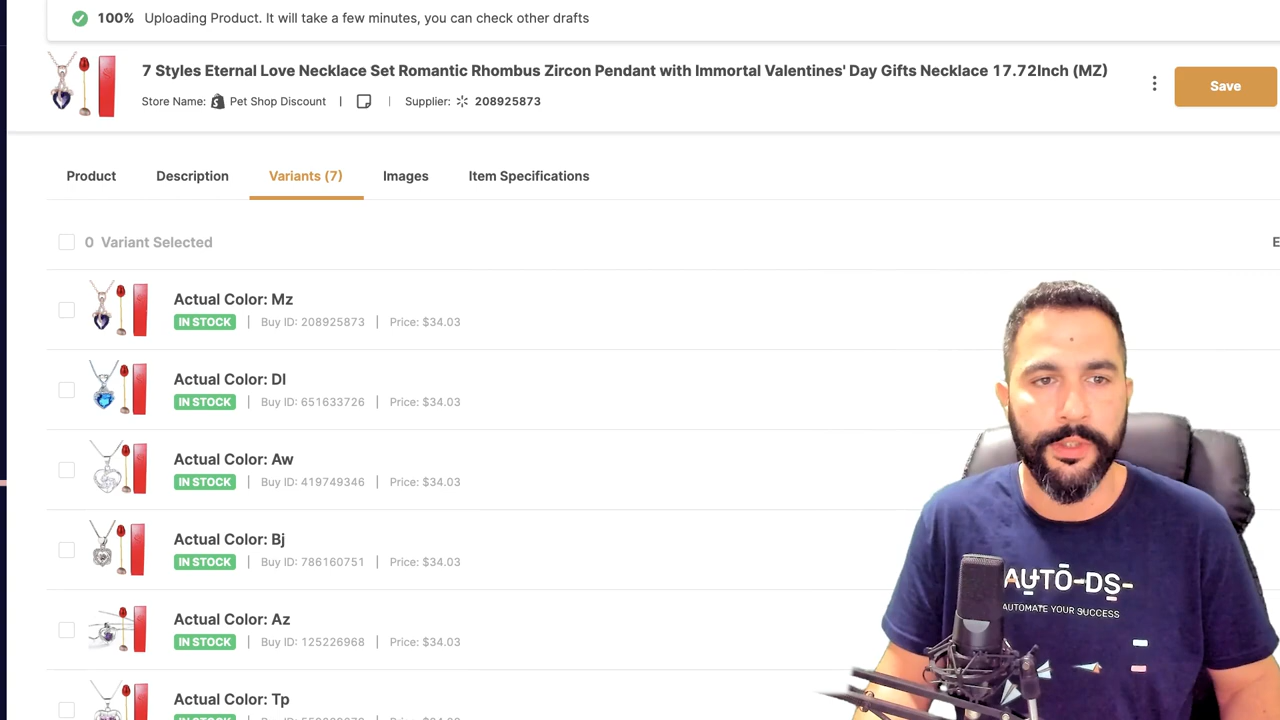 100% Uploading Product. It will take a few minutes, you can check other drafts
7 Styles Eternal Love Necklace Set Romantic Rhombus Zircon Pendant with Immortal Valentines' Day Gifts Necklace 17.72Inch (MZ)
Store Name: Pet Shop Discount | | Supplier: 208925873
Save
Product Description Variants (7) Images Item Specifications
0 Variant Selected
E
Actual Color: Mz
IN STOCK | Buy ID: 208925873 | Price: $34.03
Actual Color: Dl
IN STOCK | Buy ID: 651633726 | Price: $34.03
Actual Color: Aw
IN STOCK | Buy ID: 419749346 | Price: $34.03
Actual Color: Bj
IN STOCK | Buy ID: 786160751 | Price: $34.03
Actual Color: Az
IN STOCK | Buy ID: 125226968 | Price: $34.03
Actual Color: Tp
AUTO-DS-
AUTOMATE YOUR SUCCESS